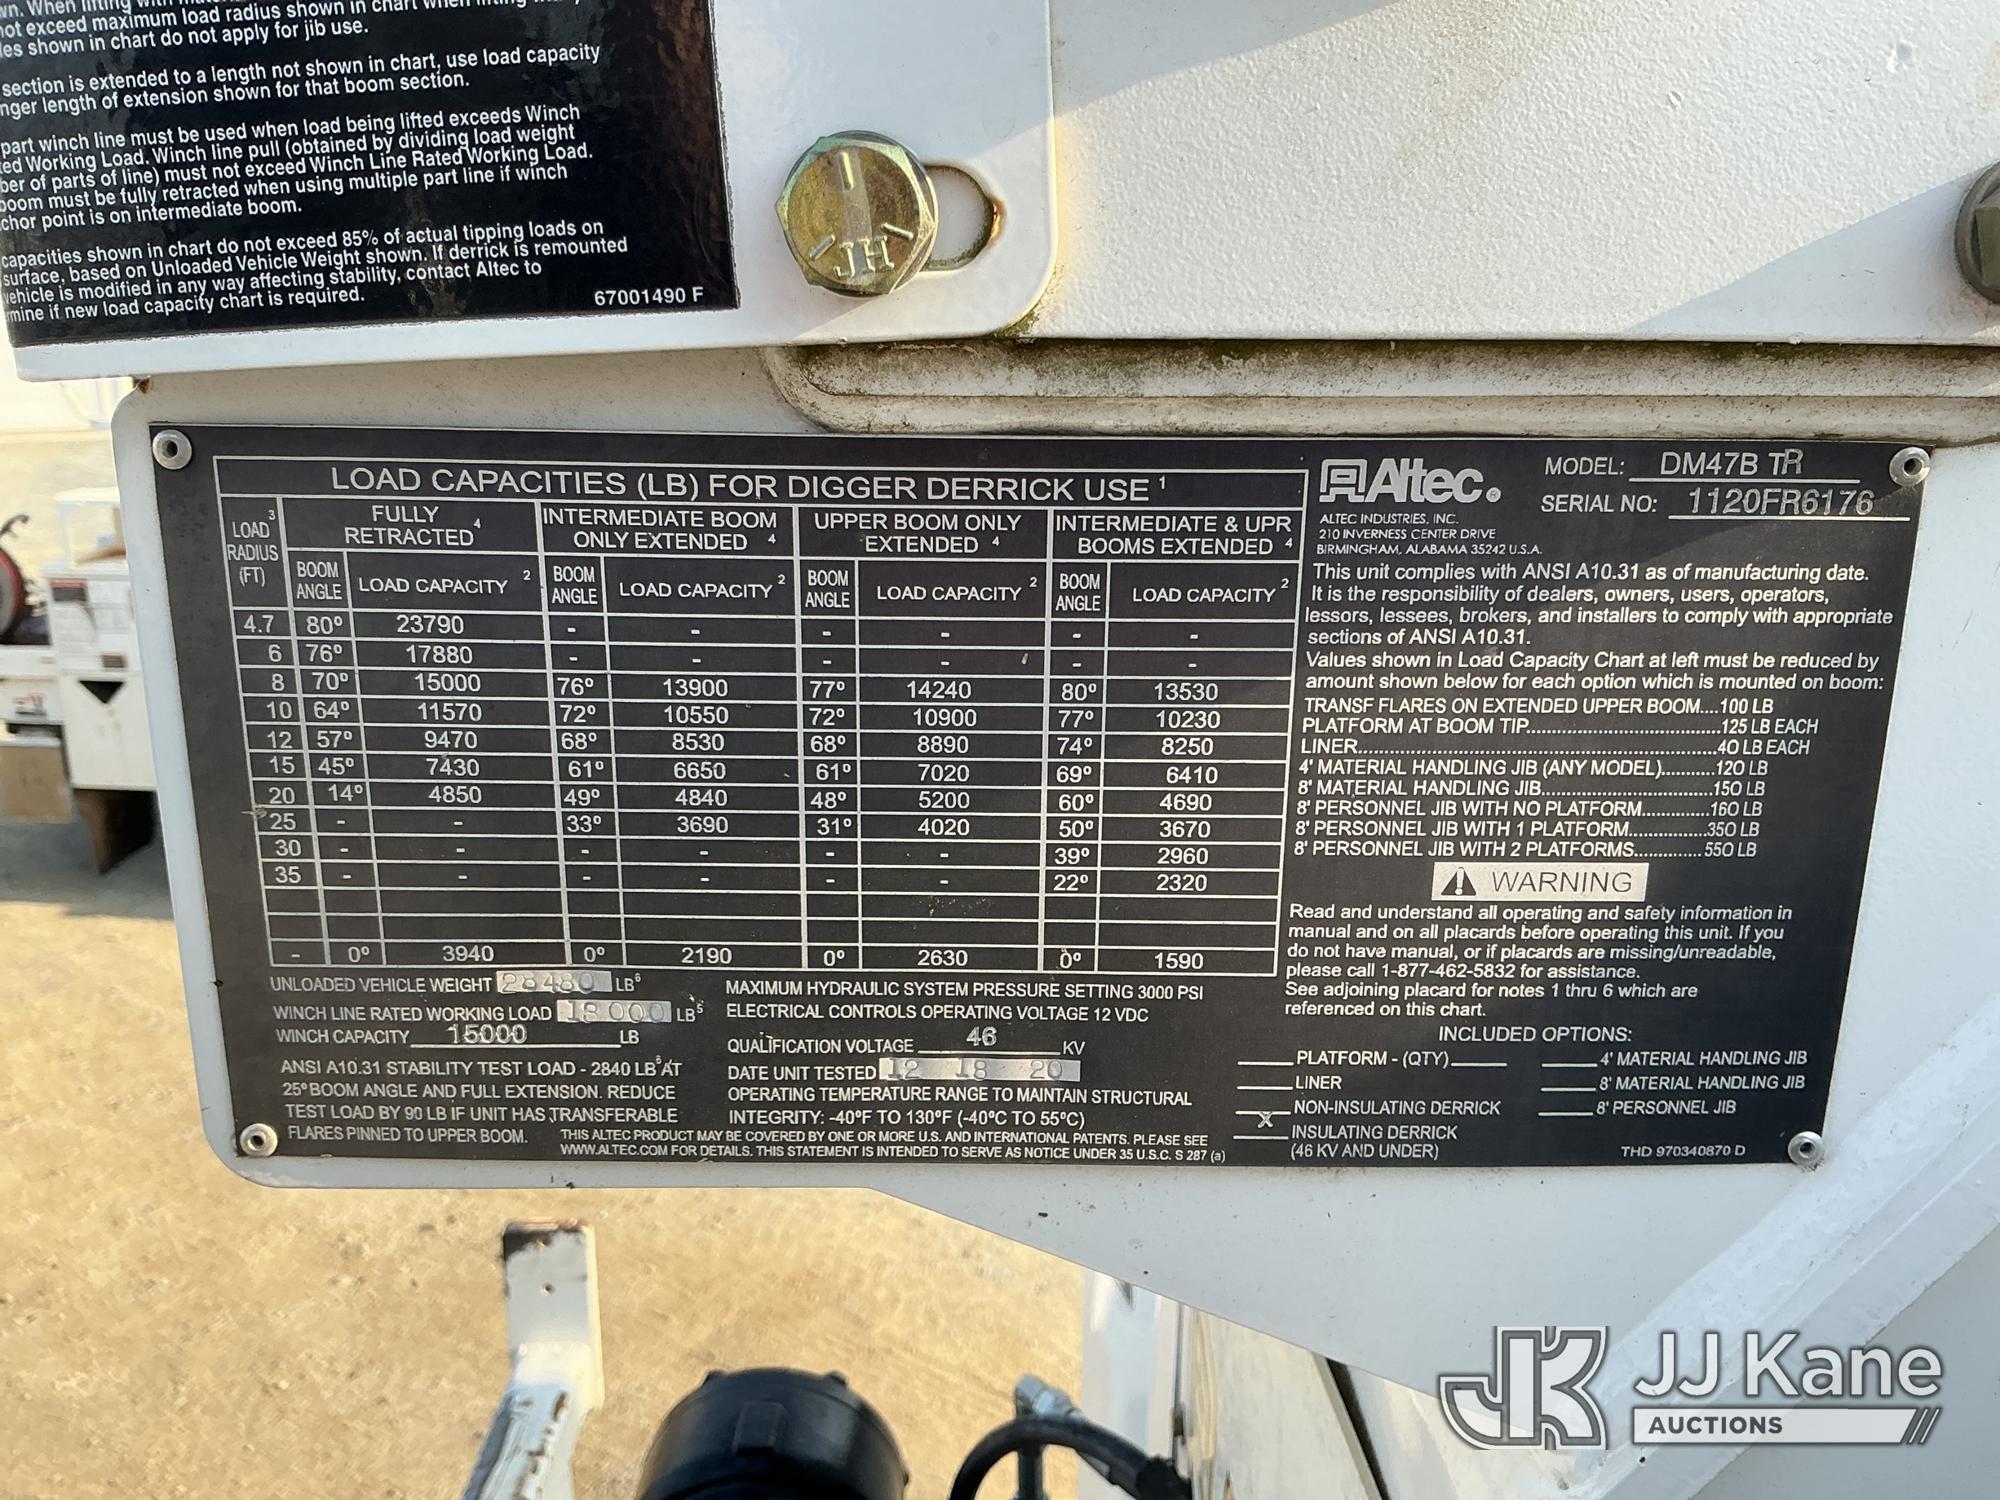 wn. When lifting with
not exceed maximum load radius shown in chart when lifting
les shown in chart do not apply for jib use.
section is extended to a length not shown in chart, use load capacity
nger length of extension shown for that boom section.
part winch line must be used when load being lifted exceeds Winch
ted Working Load. Winch line pull (obtained by dividing load weight
ber of parts of line) must not exceed Winch Line Rated Working Load.
boom must be fully retracted when using multiple part line if winch
chor point is on intermediate boom.
capacities shown in chart do not exceed 85% of actual tipping loads on
surface, based on Unloaded Vehicle Weight shown. If derrick is remounted
vehicle is modified in any way affecting stability, contact Altec to
rmine if new load capacity chart is required.
67001490 F
JH
LOAD CAPACITIES (LB) FOR DIGGER DERRICK USE 1
LOAD 3 RADIUS (FT)
FULLY RETRACTED 4
INTERMEDIATE BOOM ONLY EXTENDED 4
UPPER BOOM ONLY EXTENDED 4
INTERMEDIATE & UPR BOOMS EXTENDED 4
BOOM ANGLE LOAD CAPACITY 2 BOOM ANGLE LOAD CAPACITY 2 BOOM ANGLE LOAD CAPACITY 2 BOOM ANGLE LOAD CAPACITY 2
4.7 80° 23790 - - - - - -
6 76° 17880 - - - - - -
8 70° 15000 76° 13900 77° 14240 80° 13530
10 64° 11570 72° 10550 72° 10900 77° 10230
12 57° 9470 68° 8530 68° 8890 74° 8250
15 45° 7430 61° 6650 61° 7020 69° 6410
20 14° 4850 49° 4840 48° 5200 60° 4690
25 - - 33° 3690 31° 4020 50° 3670
30 - - - - - - 39° 2960
35 - - - - - - 22° 2320
- 0° 3940 0° 2190 0° 2630 0° 1590
UNLOADED VEHICLE WEIGHT 28480 LB 6
WINCH LINE RATED WORKING LOAD 18000 LB 5
WINCH CAPACITY 15000 LB
ANSI A10.31 STABILITY TEST LOAD - 2840 LB 6 AT
25° BOOM ANGLE AND FULL EXTENSION. REDUCE
TEST LOAD BY 90 LB IF UNIT HAS TRANSFERABLE
FLARES PINNED TO UPPER BOOM.
MAXIMUM HYDRAULIC SYSTEM PRESSURE SETTING 3000 PSI
ELECTRICAL CONTROLS OPERATING VOLTAGE 12 VDC
QUALIFICATION VOLTAGE 46 KV
DATE UNIT TESTED 12 18 20
OPERATING TEMPERATURE RANGE TO MAINTAIN STRUCTURAL
INTEGRITY: -40°F TO 130°F (-40°C TO 55°C)
THIS ALTEC PRODUCT MAY BE COVERED BY ONE OR MORE U.S. AND INTERNATIONAL PATENTS. PLEASE SEE
WWW.ALTEC.COM FOR DETAILS. THIS STATEMENT IS INTENDED TO SERVE AS NOTICE UNDER 35 U.S.C. S 287 (a)
Altec®
MODEL: DM47B TR
SERIAL NO: 1120FR6176
ALTEC INDUSTRIES, INC.
210 INVERNESS CENTER DRIVE
BIRMINGHAM, ALABAMA 35242 U.S.A.
This unit complies with ANSI A10.31 as of manufacturing date.
It is the responsibility of dealers, owners, users, operators,
lessors, lessees, brokers, and installers to comply with appropriate
sections of ANSI A10.31.
Values shown in Load Capacity Chart at left must be reduced by
amount shown below for each option which is mounted on boom:
TRANSF FLARES ON EXTENDED UPPER BOOM....100 LB
PLATFORM AT BOOM TIP...............................125 LB EACH
LINER.............................................................40 LB EACH
4' MATERIAL HANDLING JIB (ANY MODEL)...........120 LB
8' MATERIAL HANDLING JIB.............................150 LB
8' PERSONNEL JIB WITH NO PLATFORM..............160 LB
8' PERSONNEL JIB WITH 1 PLATFORM................350 LB
8' PERSONNEL JIB WITH 2 PLATFORMS..............550 LB
WARNING
Read and understand all operating and safety information in
manual and on all placards before operating this unit. If you
do not have manual, or if placards are missing/unreadable,
please call 1-877-462-5832 for assistance.
See adjoining placard for notes 1 thru 6 which are
referenced on this chart.
INCLUDED OPTIONS:
PLATFORM - (QTY) 4' MATERIAL HANDLING JIB
LINER 8' MATERIAL HANDLING JIB
NON-INSULATING DERRICK 8' PERSONNEL JIB
X INSULATING DERRICK
(46 KV AND UNDER)
THD 970340870 D
JK JJ Kane
AUCTIONS